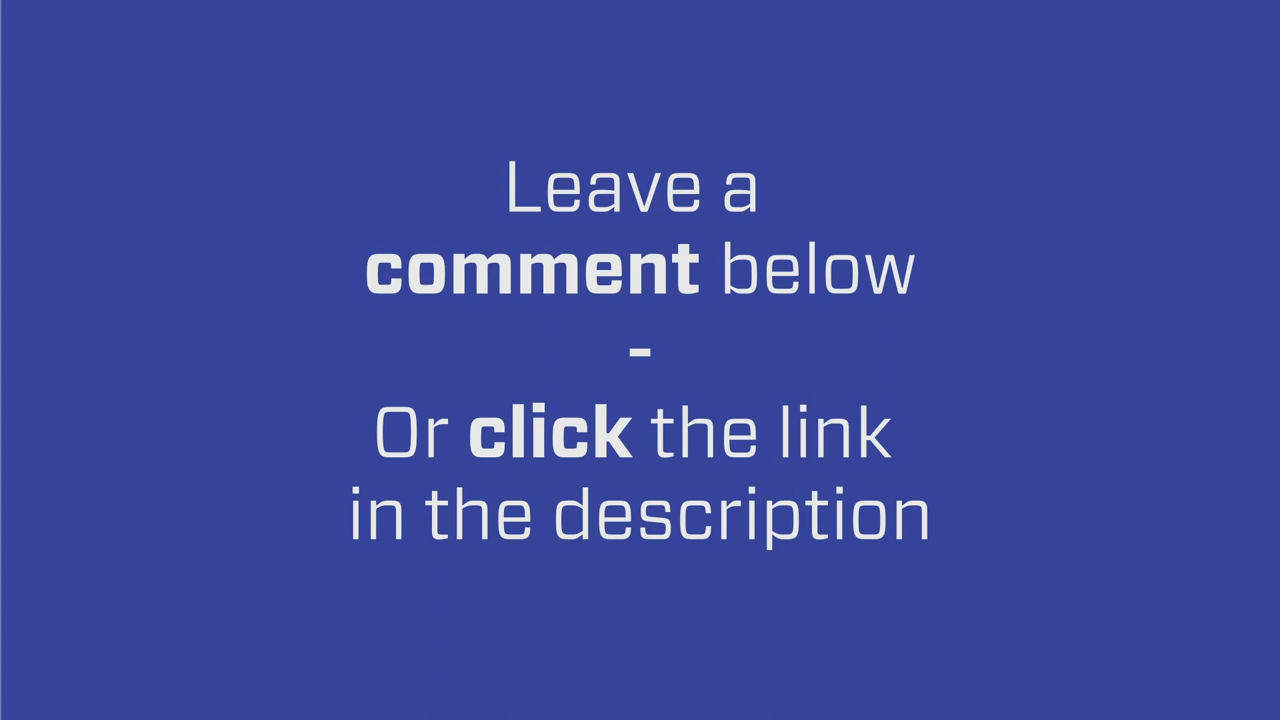 Leave a
comment below
-
Or click the link
in the description